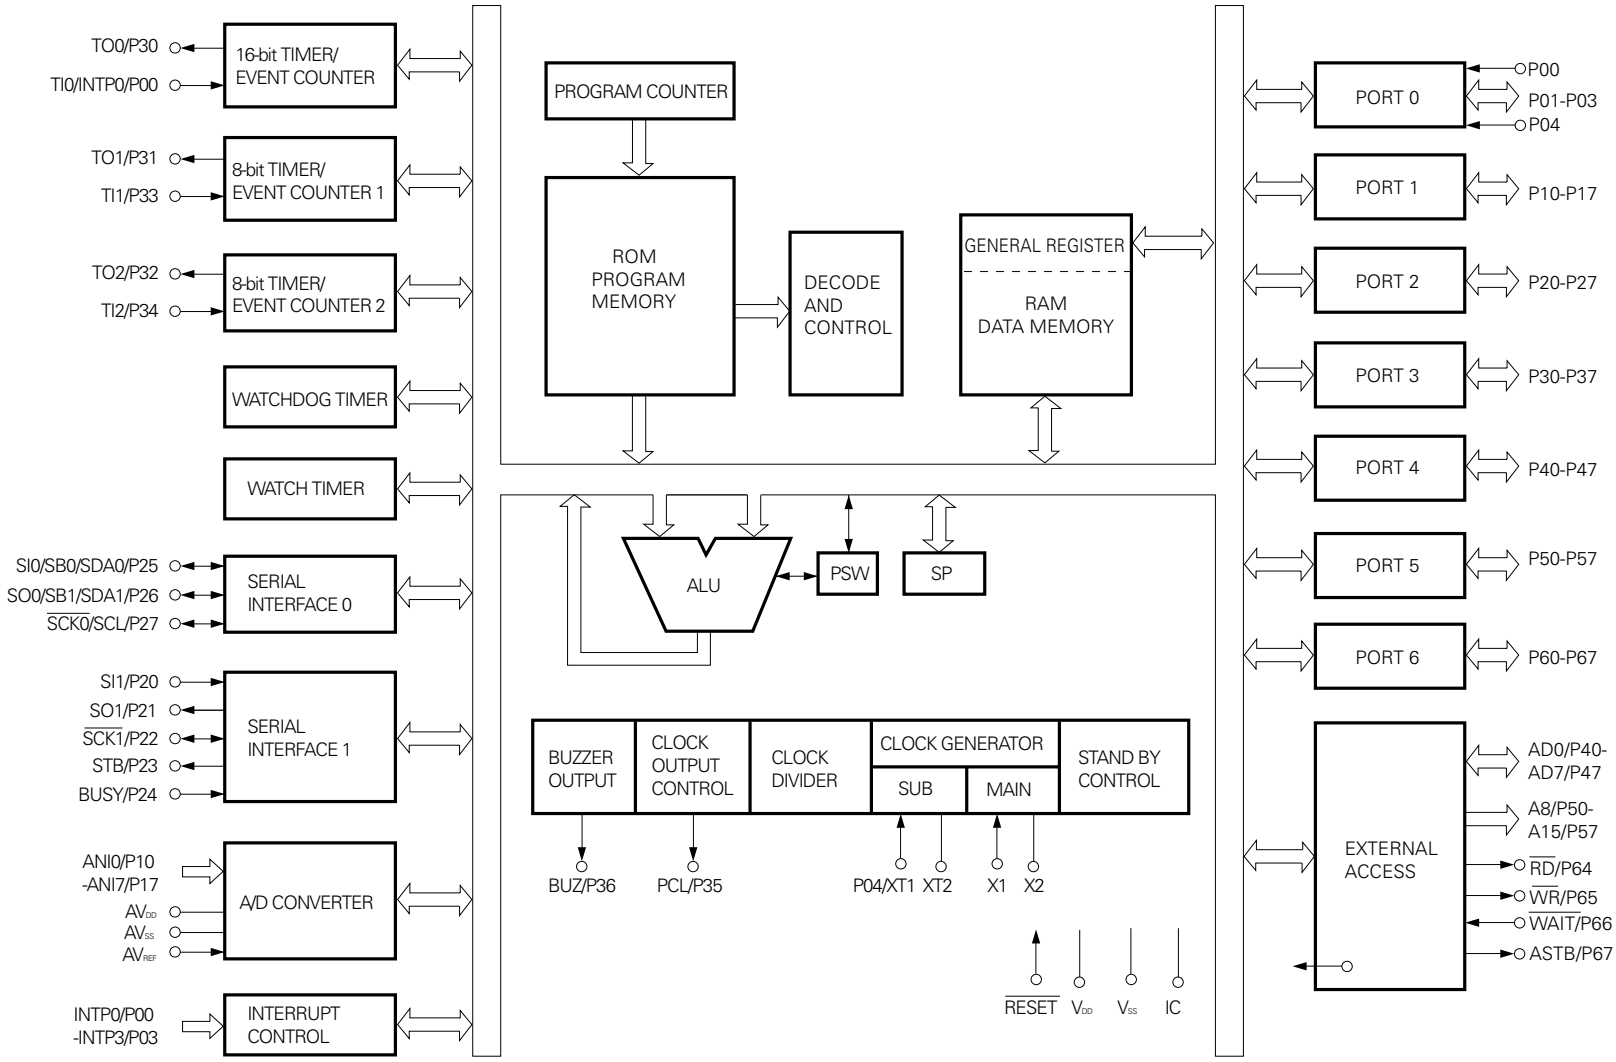 TO0/P30
TI0/INTP0/P00
16-bit TIMER/
EVENT COUNTER
TO1/P31
TI1/P33
8-bit TIMER/
EVENT COUNTER 1
TO2/P32
TI2/P34
8-bit TIMER/
EVENT COUNTER 2
WATCHDOG TIMER
WATCH TIMER
SI0/SB0/SDA0/P25
SO0/SB1/SDA1/P26
SCK0/SCL/P27
SERIAL
INTERFACE 0
SI1/P20
SO1/P21
SCK1/P22
STB/P23
BUSY/P24
SERIAL
INTERFACE 1
ANI0/P10
-ANI7/P17
AVDD
AVSS
AVREF
A/D CONVERTER
INTP0/P00
-INTP3/P03
INTERRUPT
CONTROL
PROGRAM COUNTER
ROM
PROGRAM
MEMORY
DECODE
AND
CONTROL
GENERAL REGISTER
RAM
DATA MEMORY
ALU
PSW
SP
BUZZER
OUTPUT
CLOCK
OUTPUT
CONTROL
CLOCK
DIVIDER
CLOCK GENERATOR
SUB
MAIN
STAND BY
CONTROL
BUZ/P36
PCL/P35
P04/XT1
XT2
X1
X2
RESET
VDD
VSS
IC
PORT 0
P00
P01-P03
P04
PORT 1
P10-P17
PORT 2
P20-P27
PORT 3
P30-P37
PORT 4
P40-P47
PORT 5
P50-P57
PORT 6
P60-P67
EXTERNAL
ACCESS
AD0/P40-
AD7/P47
A8/P50-
A15/P57
RD/P64
WR/P65
WAIT/P66
ASTB/P67